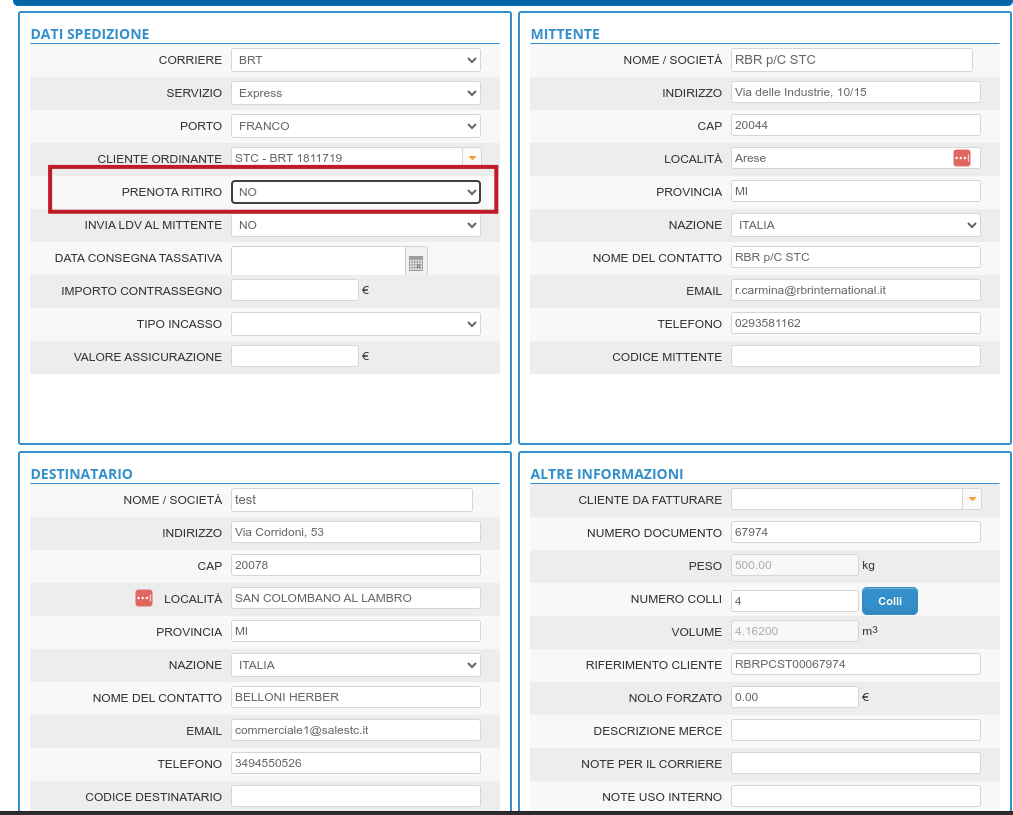 DATI SPEDIZIONE
CORRIERE BRT
SERVIZIO Express
PORTO FRANCO
CLIENTE ORDINANTE STC - BRT 1811719
PRENOTA RITIRO NO
INVIA LDV AL MITTENTE NO
DATA CONSEGNA TASSATIVA
IMPORTO CONTRASSEGNO €
TIPO INCASSO
VALORE ASSICURAZIONE €
MITTENTE
NOME / SOCIETÀ RBR p/C STC
INDIRIZZO Via delle Industrie, 10/15
CAP 20044
LOCALITÀ Arese
PROVINCIA MI
NAZIONE ITALIA
NOME DEL CONTATTO RBR p/C STC
EMAIL r.carmina@rbrinternational.it
TELEFONO 0293581162
CODICE MITTENTE
DESTINATARIO
NOME / SOCIETÀ test
INDIRIZZO Via Corridoni, 53
CAP 20078
LOCALITÀ SAN COLOMBANO AL LAMBRO
PROVINCIA MI
NAZIONE ITALIA
NOME DEL CONTATTO BELLONI HERBER
EMAIL commerciale1@salestc.it
TELEFONO 3494550526
CODICE DESTINATARIO
ALTRE INFORMAZIONI
CLIENTE DA FATTURARE
NUMERO DOCUMENTO 67974
PESO 500.00 kg
NUMERO COLLI 4 Colli
VOLUME 4.16200 m³
RIFERIMENTO CLIENTE RBRPCST00067974
NOLO FORZATO 0.00 €
DESCRIZIONE MERCE
NOTE PER IL CORRIERE
NOTE USO INTERNO